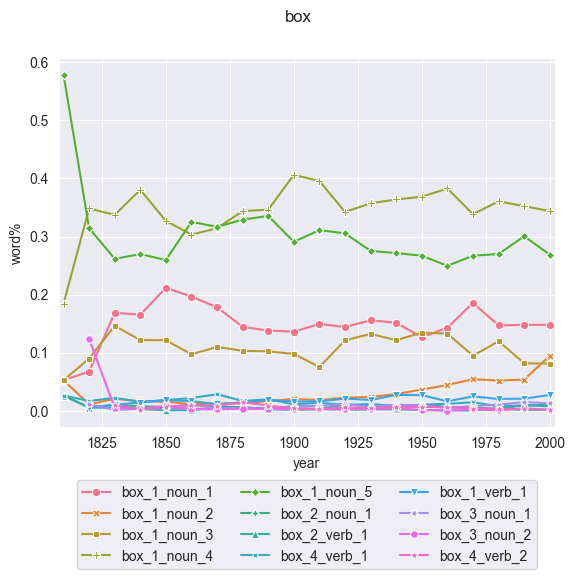 box
0.6
0.5
0.4
0.3
0.2
0.1
0.0
word%
1825 1850 1875 1900 1925 1950 1975 2000
year
box_1_noun_1 box_1_noun_5 box_1_verb_1
box_1_noun_2 box_2_noun_1 box_3_noun_1
box_1_noun_3 box_2_verb_1 box_3_noun_2
box_1_noun_4 box_4_verb_1 box_4_verb_2